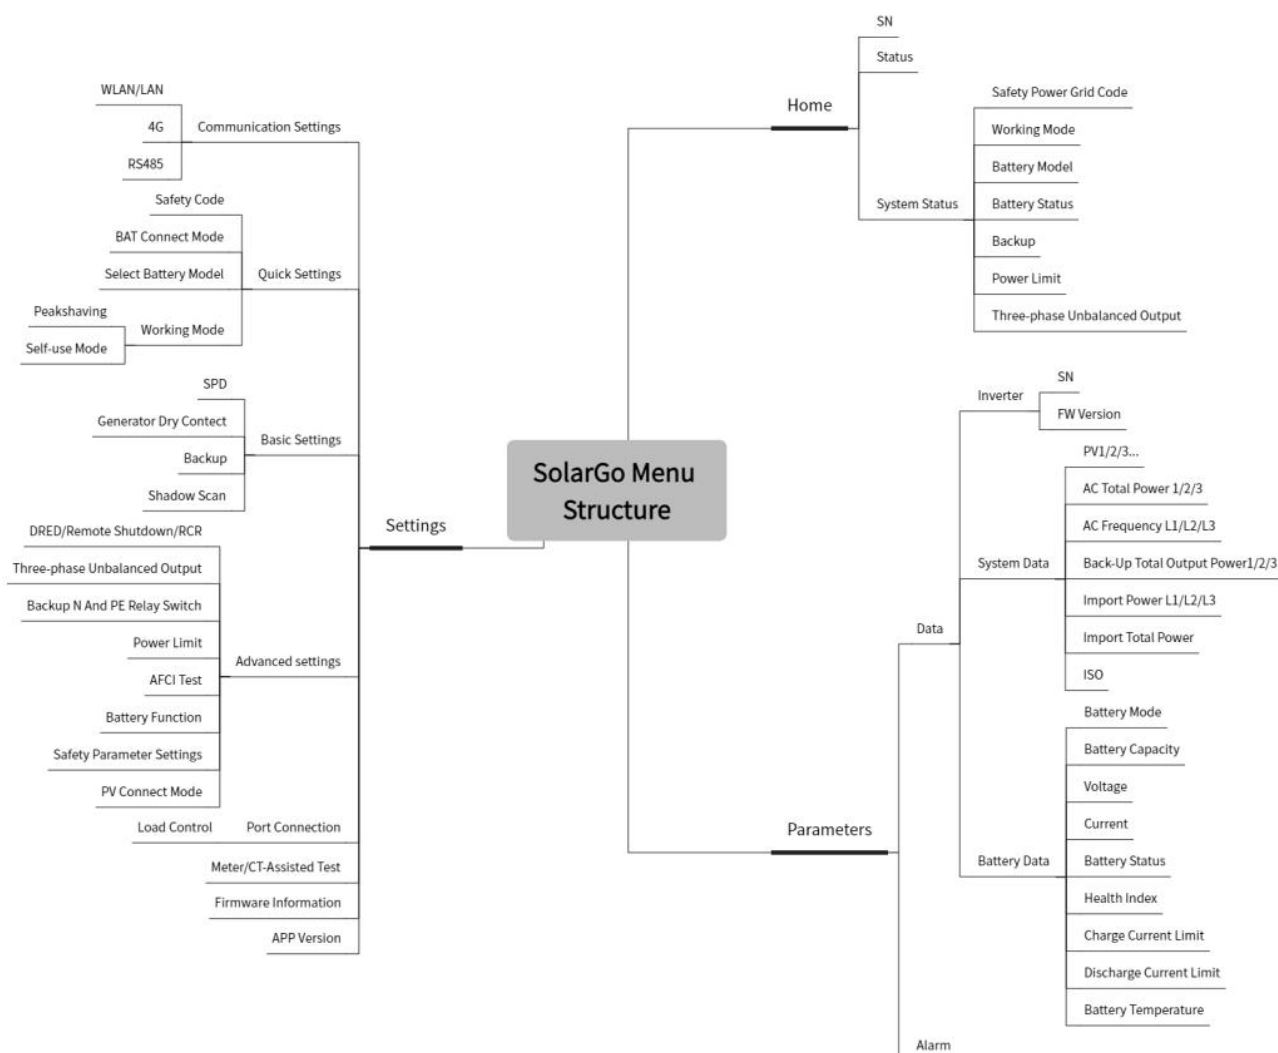 SolarGo Menu
Structure
Home
SN
Status
System Status
Safety Power Grid Code
Working Mode
Battery Model
Battery Status
Backup
Power Limit
Three-phase Unbalanced Output
Parameters
Data
Inverter
SN
FW Version
System Data
PV1/2/3...
AC Total Power 1/2/3
AC Frequency L1/L2/L3
Back-Up Total Output Power1/2/3
Import Power L1/L2/L3
Import Total Power
ISO
Battery Data
Battery Mode
Battery Capacity
Voltage
Current
Battery Status
Health Index
Charge Current Limit
Discharge Current Limit
Battery Temperature
Alarm
Settings
Communication Settings
WLAN/LAN
4G
RS485
Quick Settings
Safety Code
BAT Connect Mode
Select Battery Model
Working Mode
Peakshaving
Self-use Mode
Basic Settings
SPD
Generator Dry Contect
Backup
Shadow Scan
Advanced settings
DRED/Remote Shutdown/RCR
Three-phase Unbalanced Output
Backup N And PE Relay Switch
Power Limit
AFCI Test
Battery Function
Safety Parameter Settings
PV Connect Mode
Port Connection
Load Control
Meter/CT-Assisted Test
Firmware Information
APP Version